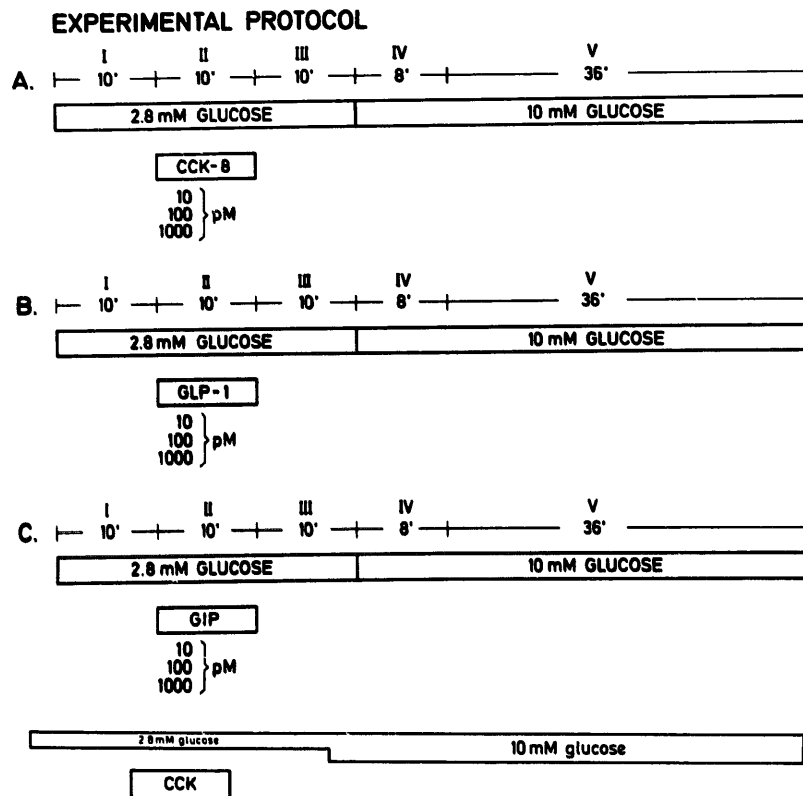 EXPERIMENTAL PROTOCOL
I II III IV V
A. 10' 10' 10' 8' 36'
2.8 mM GLUCOSE 10 mM GLUCOSE
CCK-8
10
100 pM
1000
I II III IV V
B. 10' 10' 10' 8' 36'
2.8 mM GLUCOSE 10 mM GLUCOSE
GLP-1
10
100 pM
1000
I II III IV V
C. 10' 10' 10' 8' 36'
2.8 mM GLUCOSE 10 mM GLUCOSE
GIP
10
100 pM
1000
2 8mM glucose 10 mM glucose
CCK